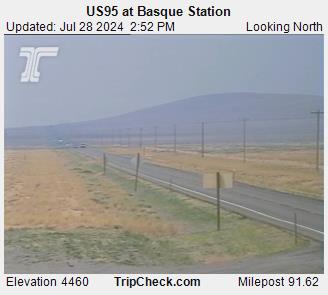 US95 at Basque Station
Updated: Jul 28 2024 2:52 PM Looking North
Elevation 4460 TripCheck.com Milepost 91.62